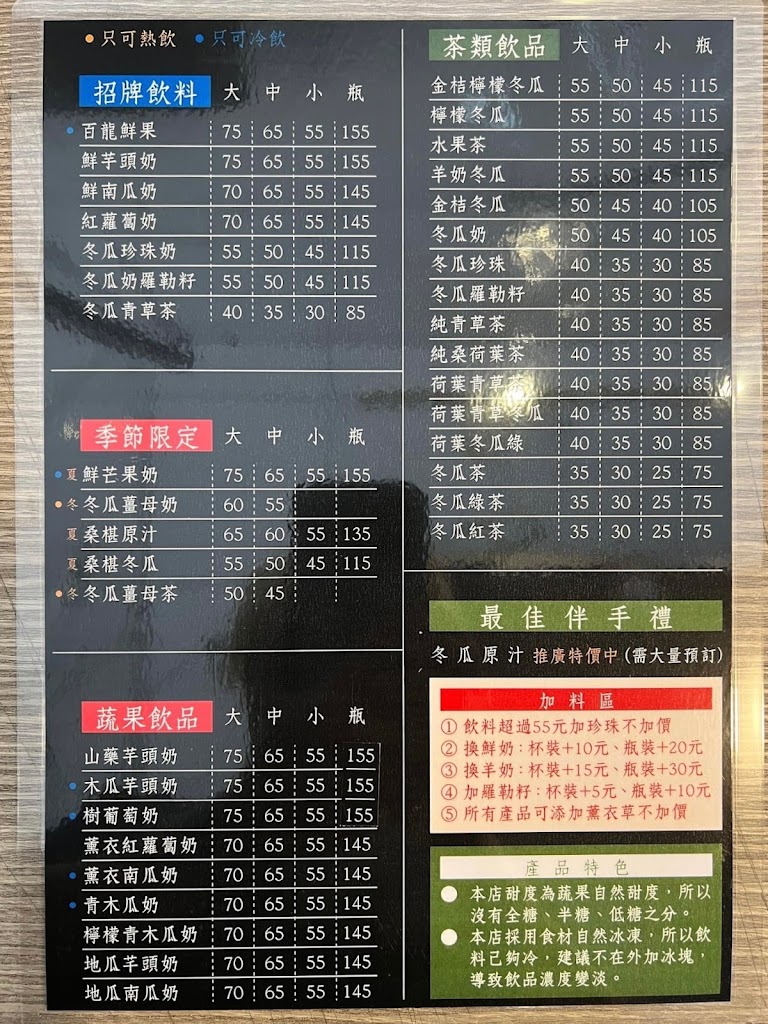 ●只可熱飲 ●只可冷飲
招牌飲料 大 中 小 瓶
●百龍鮮果 75 65 55 155
鮮芋頭奶 75 65 55 155
鮮南瓜奶 70 65 55 145
紅蘿蔔奶 70 65 55 145
冬瓜珍珠奶 55 50 45 115
冬瓜奶羅勒籽 55 50 45 115
冬瓜青草茶 40 35 30 85
季節限定 大 中 小 瓶
●夏鮮芒果奶 75 65 55 155
●冬冬瓜薑母奶 60 55
夏桑椹原汁 65 60 55 135
夏桑椹冬瓜 55 50 45 115
●冬冬瓜薑母茶 50 45
蔬果飲品 大 中 小 瓶
山藥芋頭奶 75 65 55 155
●木瓜芋頭奶 75 65 55 155
●樹葡萄奶 75 65 55 155
薰衣紅蘿蔔奶 70 65 55 145
●薰衣南瓜奶 70 65 55 145
●青木瓜奶 70 65 55 145
檸檬青木瓜奶 70 65 55 145
地瓜芋頭奶 70 65 55 145
地瓜南瓜奶 70 65 55 145
茶類飲品 大 中 小 瓶
金桔檸檬冬瓜 55 50 45 115
檸檬冬瓜 55 50 45 115
水果茶 55 50 45 115
羊奶冬瓜 55 50 45 115
金桔冬瓜 50 45 40 105
冬瓜奶 50 45 40 105
冬瓜珍珠 40 35 30 85
冬瓜羅勒籽 40 35 30 85
純青草茶 40 35 30 85
純桑荷葉茶 40 35 30 85
荷葉青草茶 40 35 30 85
荷葉青草冬瓜 40 35 30 85
荷葉冬瓜綠 40 35 30 85
冬瓜茶 35 30 25 75
冬瓜綠茶 35 30 25 75
冬瓜紅茶 35 30 25 75
最佳伴手禮
冬瓜原汁 推廣特價中(需大量預訂)
加料區
① 飲料超過55元加珍珠不加價
② 換鮮奶:杯裝+10元、瓶裝+20元
③ 換羊奶:杯裝+15元、瓶裝+30元
④ 加羅勒籽:杯裝+5元、瓶裝+10元
⑤ 所有產品可添加薰衣草不加價
產品特色
● 本店甜度為蔬果自然甜度,所以
沒有全糖、半糖、低糖之分。
● 本店採用食材自然冰凍,所以飲
料已夠冷,建議不在外加冰塊,
導致飲品濃度變淡。